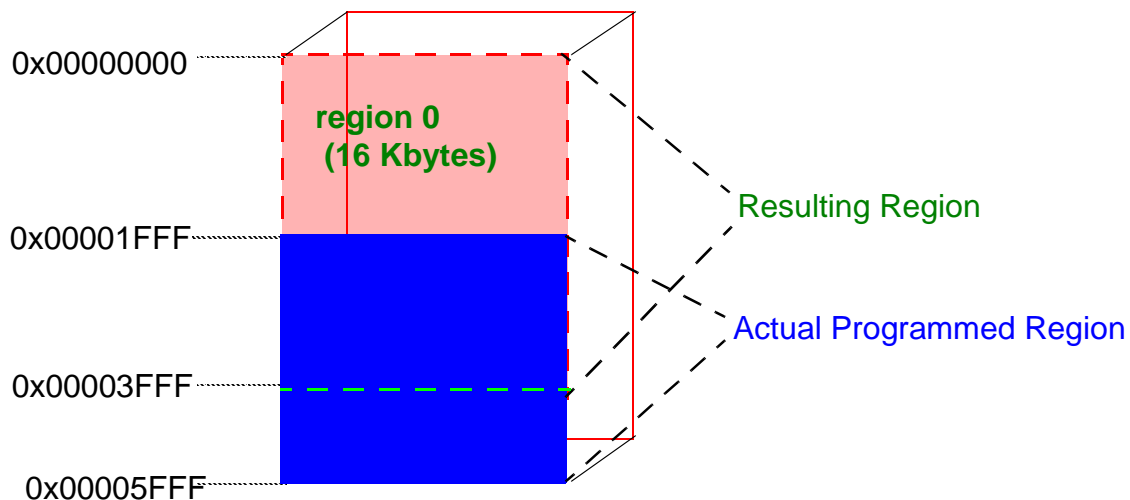 0x00000000
region 0
(16 Kbytes)
Resulting Region
0x00001FFF
Actual Programmed Region
0x00003FFF
0x00005FFF